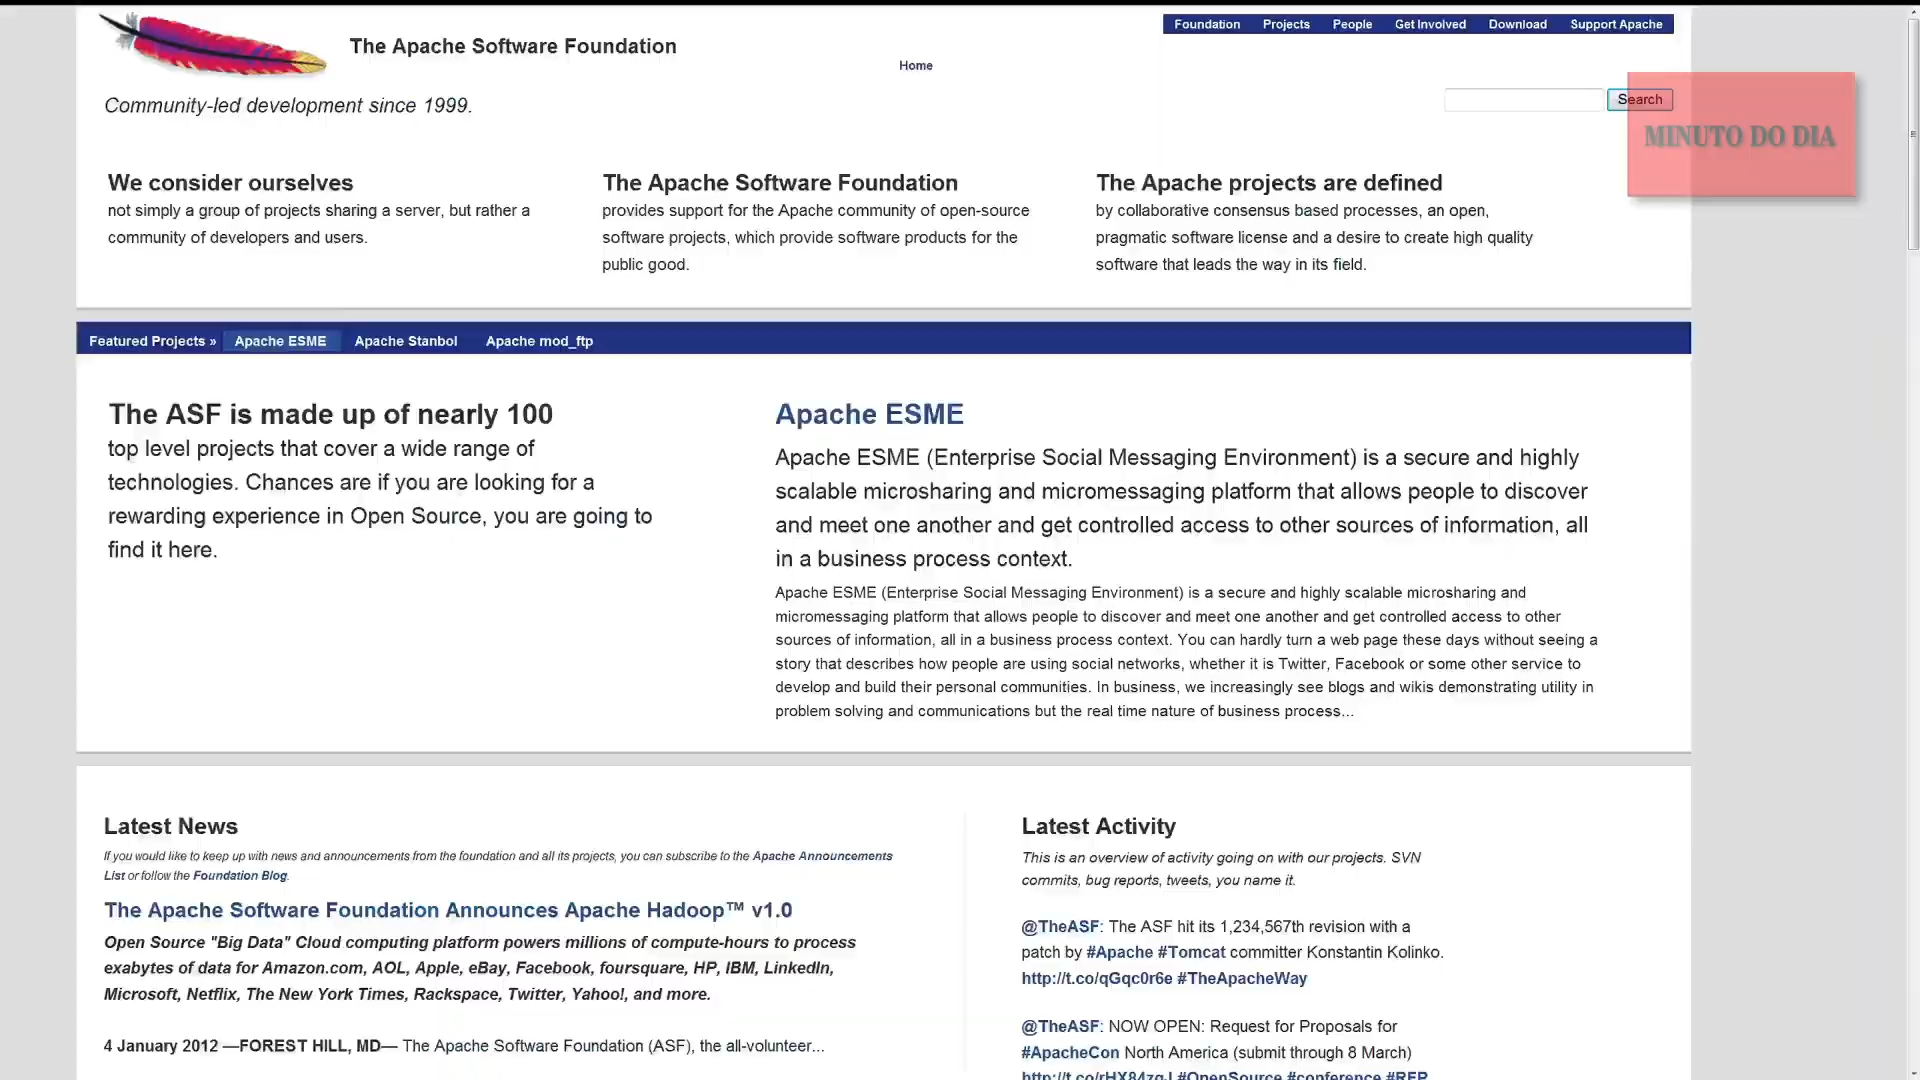 The Apache Software Foundation
Foundation Projects People Get Involved Download Support Apache
Home
Community-led development since 1999.
Search
MINUTO DO DIA
We consider ourselves
not simply a group of projects sharing a server, but rather a
community of developers and users.
The Apache Software Foundation
provides support for the Apache community of open-source
software projects, which provide software products for the
public good.
The Apache projects are defined
by collaborative consensus based processes, an open,
pragmatic software license and a desire to create high quality
software that leads the way in its field.
Featured Projects » Apache ESME Apache Stanbol Apache mod_ftp
The ASF is made up of nearly 100
top level projects that cover a wide range of
technologies. Chances are if you are looking for a
rewarding experience in Open Source, you are going to
find it here.
Apache ESME
Apache ESME (Enterprise Social Messaging Environment) is a secure and highly
scalable microsharing and micromessaging platform that allows people to discover
and meet one another and get controlled access to other sources of information, all
in a business process context.
Apache ESME (Enterprise Social Messaging Environment) is a secure and highly scalable microsharing and
micromessaging platform that allows people to discover and meet one another and get controlled access to other
sources of information, all in a business process context. You can hardly turn a web page these days without seeing a
story that describes how people are using social networks, whether it is Twitter, Facebook or some other service to
develop and build their personal communities. In business, we increasingly see blogs and wikis demonstrating utility in
problem solving and communications but the real time nature of business process...
Latest News
If you would like to keep up with news and announcements from the foundation and all its projects, you can subscribe to the Apache Announcements
List or follow the Foundation Blog.
The Apache Software Foundation Announces Apache Hadoop™ v1.0
Open Source "Big Data" Cloud computing platform powers millions of compute-hours to process
exabytes of data for Amazon.com, AOL, Apple, eBay, Facebook, foursquare, HP, IBM, LinkedIn,
Microsoft, Netflix, The New York Times, Rackspace, Twitter, Yahoo!, and more.
4 January 2012 —FOREST HILL, MD— The Apache Software Foundation (ASF), the all-volunteer...
Latest Activity
This is an overview of activity going on with our projects. SVN
commits, bug reports, tweets, you name it.
@TheASF: The ASF hit its 1,234,567th revision with a
patch by #Apache #Tomcat committer Konstantin Kolinko.
http://t.co/qGqc0r6e #TheApacheWay
@TheASF: NOW OPEN: Request for Proposals for
#ApacheCon North America (submit through 8 March)
#OpenSource #conference #RFP